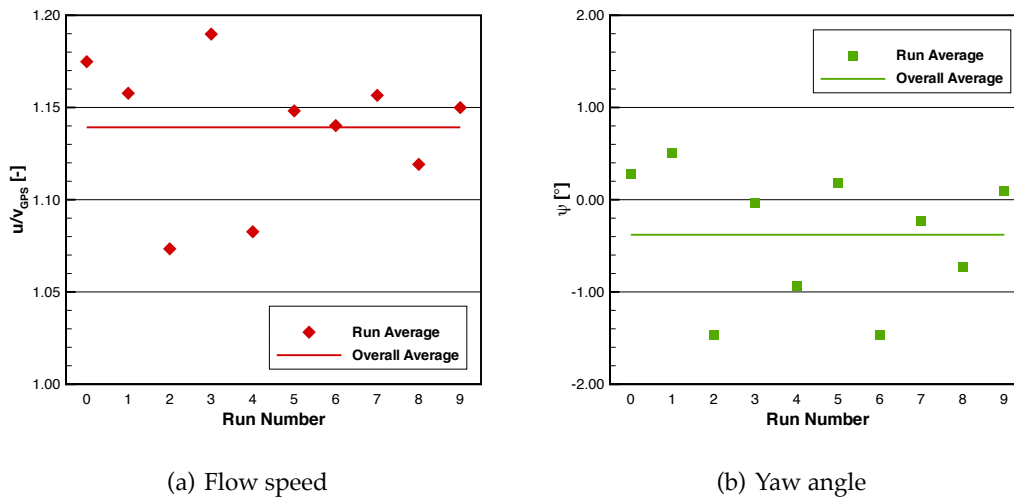 1.20
1.15
1.10
1.05
1.00
u/vGPS [-]
Run Average
Overall Average
0 1 2 3 4 5 6 7 8 9
Run Number
(a) Flow speed
2.00
1.00
0.00
-1.00
-2.00
ψ [°]
Run Average
Overall Average
0 1 2 3 4 5 6 7 8 9
Run Number
(b) Yaw angle